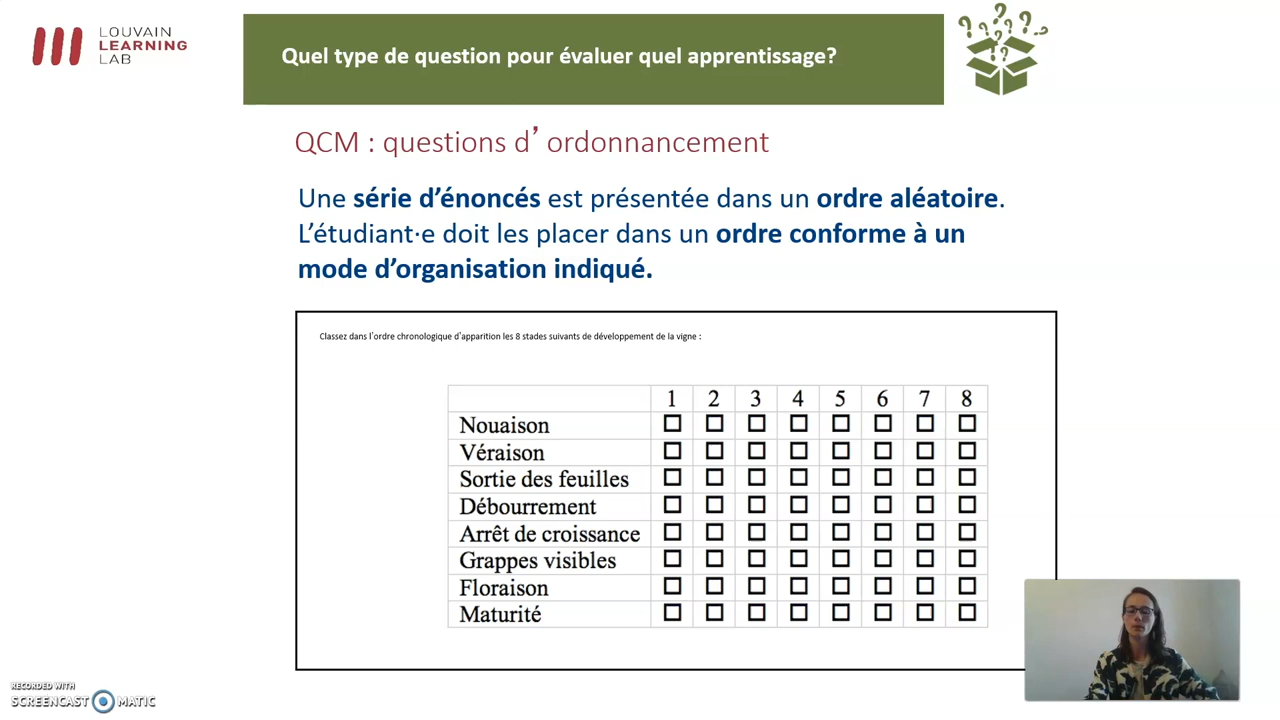 LOUVAIN
LEARNING
LAB
Quel type de question pour évaluer quel apprentissage?
QCM : questions d’ ordonnancement
Une série d’énoncés est présentée dans un ordre aléatoire.
L’étudiant·e doit les placer dans un ordre conforme à un
mode d’organisation indiqué.
Classez dans l’ordre chronologique d’apparition les 8 stades suivants de développement de la vigne :
1 2 3 4 5 6 7 8
Nouaison
Véraison
Sortie des feuilles
Débourrement
Arrêt de croissance
Grappes visibles
Floraison
Maturité
RECORDED WITH
SCREENCAST MATIC